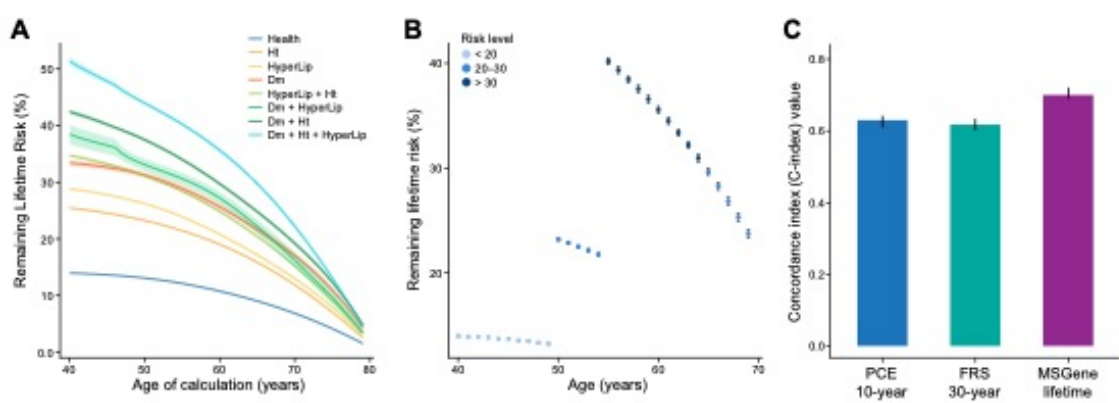 A
Remaining Lifetime Risk (%)
50
40
30
20
10
0.0
40
50
60
70
80
Age of calculation (years)
Health
Ht
HyperLip
Dm
HyperLip + Ht
Dm + HyperLip
Dm + Ht
Dm + Ht + HyperLip
B
Risk level
< 20
20–30
> 30
Remaining lifetime risk (%)
40
30
20
40
50
60
70
Age (years)
C
Concordance index (C-index) value
0.8
0.6
0.4
0.2
0.0
PCE
10-year
FRS
30-year
MSGene
lifetime